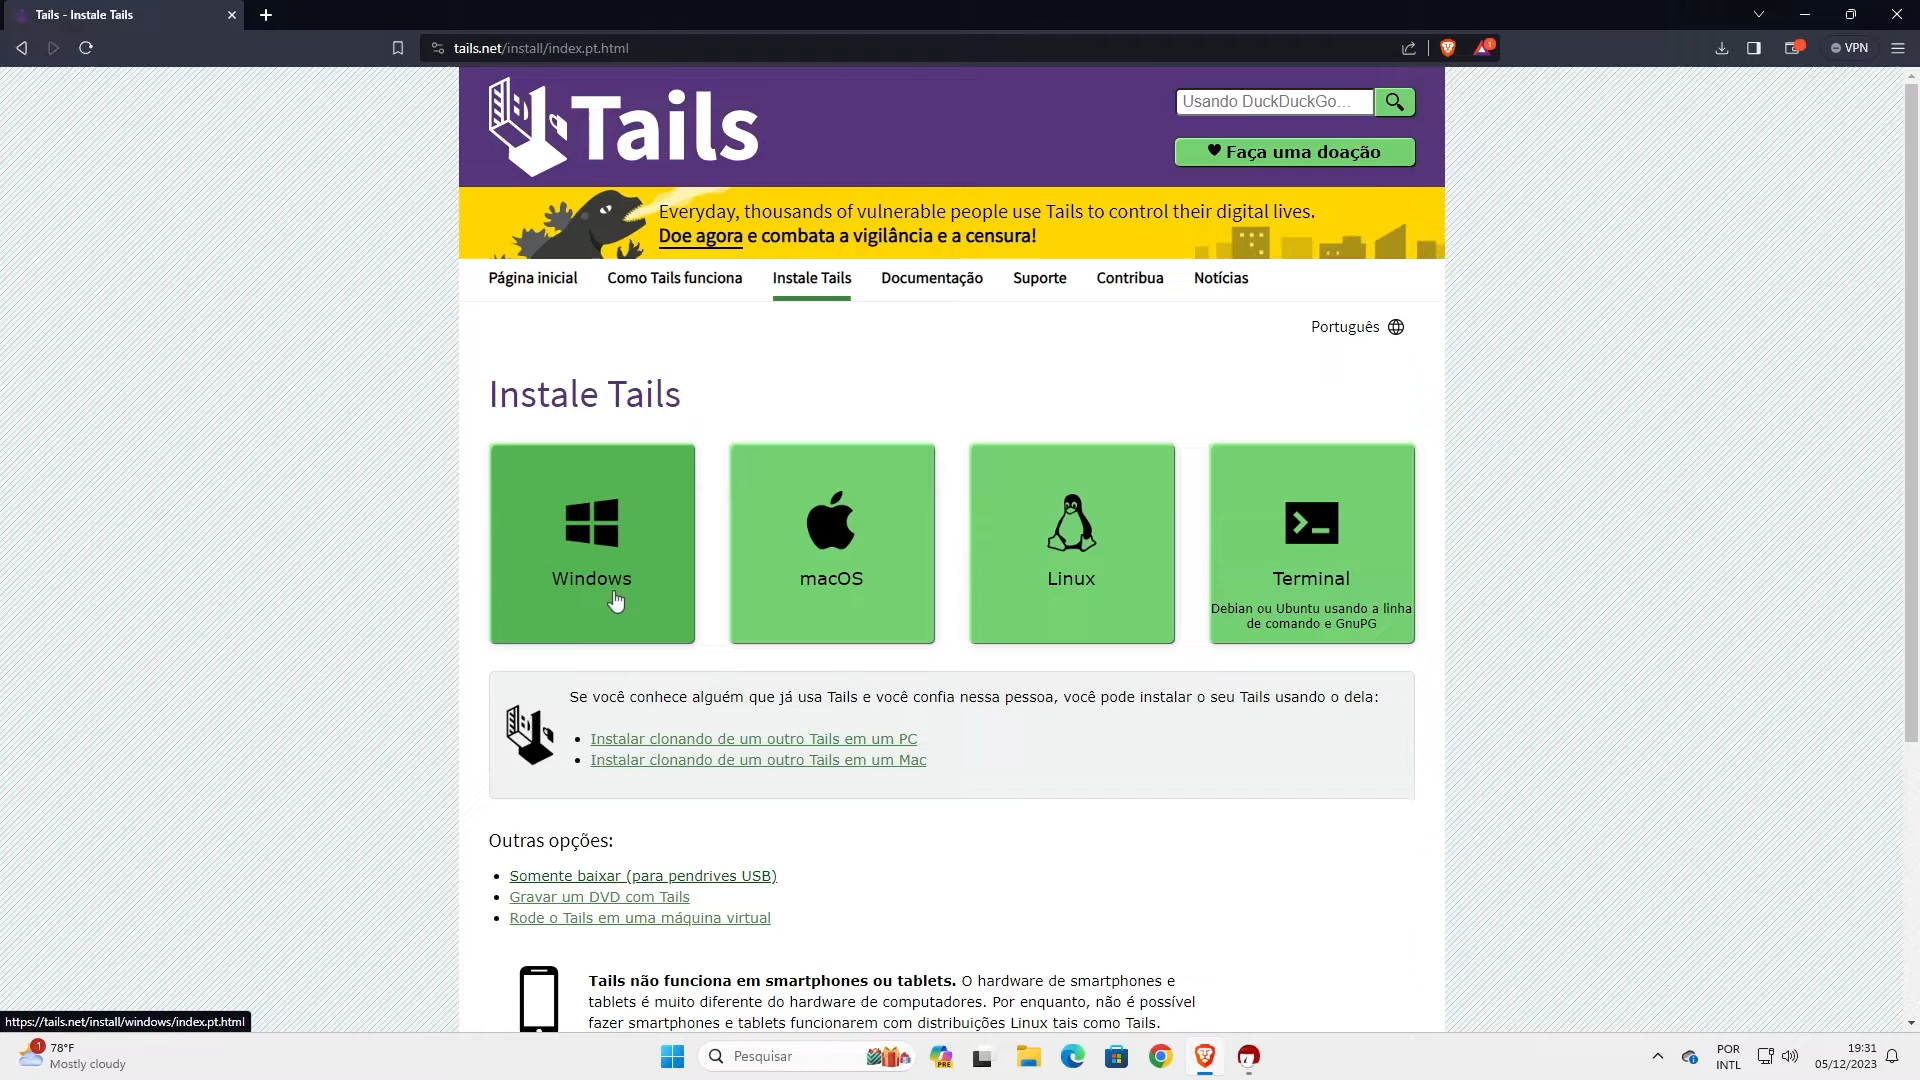 Tails - Instale Tails
tails.net/install/index.pt.html
1
VPN
Tails
Usando DuckDuckGo...
Faça uma doação
Everyday, thousands of vulnerable people use Tails to control their digital lives.
Doe agora e combata a vigilância e a censura!
Página inicial Como Tails funciona Instale Tails Documentação Suporte Contribua Notícias
Português
Instale Tails
Windows
macOS
Linux
Terminal
Debian ou Ubuntu usando a linha
de comando e GnuPG
Se você conhece alguém que já usa Tails e você confia nessa pessoa, você pode instalar o seu Tails usando o dela:
Instalar clonando de um outro Tails em um PC
Instalar clonando de um outro Tails em um Mac
Outras opções:
Somente baixar (para pendrives USB)
Gravar um DVD com Tails
Rode o Tails em uma máquina virtual
Tails não funciona em smartphones ou tablets. O hardware de smartphones e
tablets é muito diferente do hardware de computadores. Por enquanto, não é possível
fazer smartphones e tablets funcionarem com distribuições Linux tais como Tails.
https://tails.net/install/windows/index.pt.html
1
78°F
Mostly cloudy
Pesquisar
PRE
POR
INTL
19:31
05/12/2023